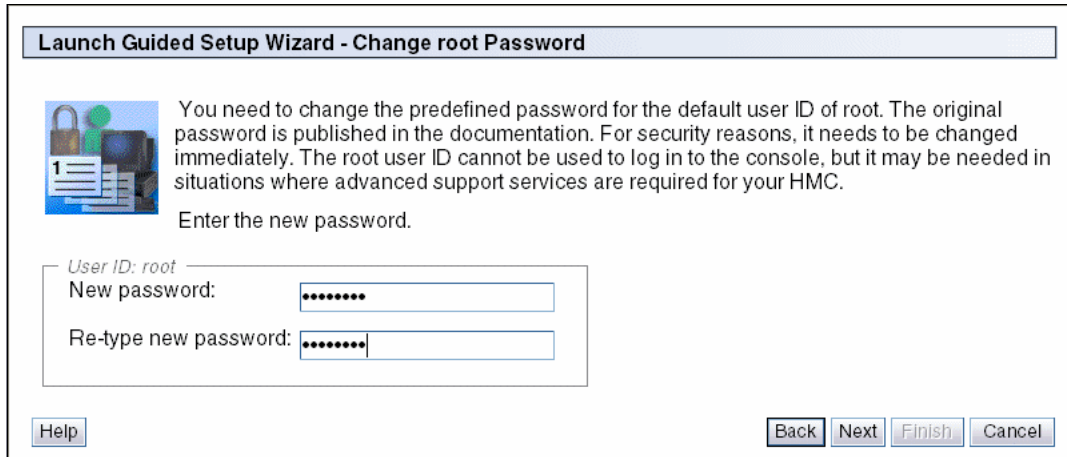 Launch Guided Setup Wizard - Change root Password
You need to change the predefined password for the default user ID of root. The original
password is published in the documentation. For security reasons, it needs to be changed
immediately. The root user ID cannot be used to log in to the console, but it may be needed in
situations where advanced support services are required for your HMC.
1
Enter the new password.
User ID: root
New password: ••••••••
Re-type new password: ••••••••
Help Back Next Finish Cancel